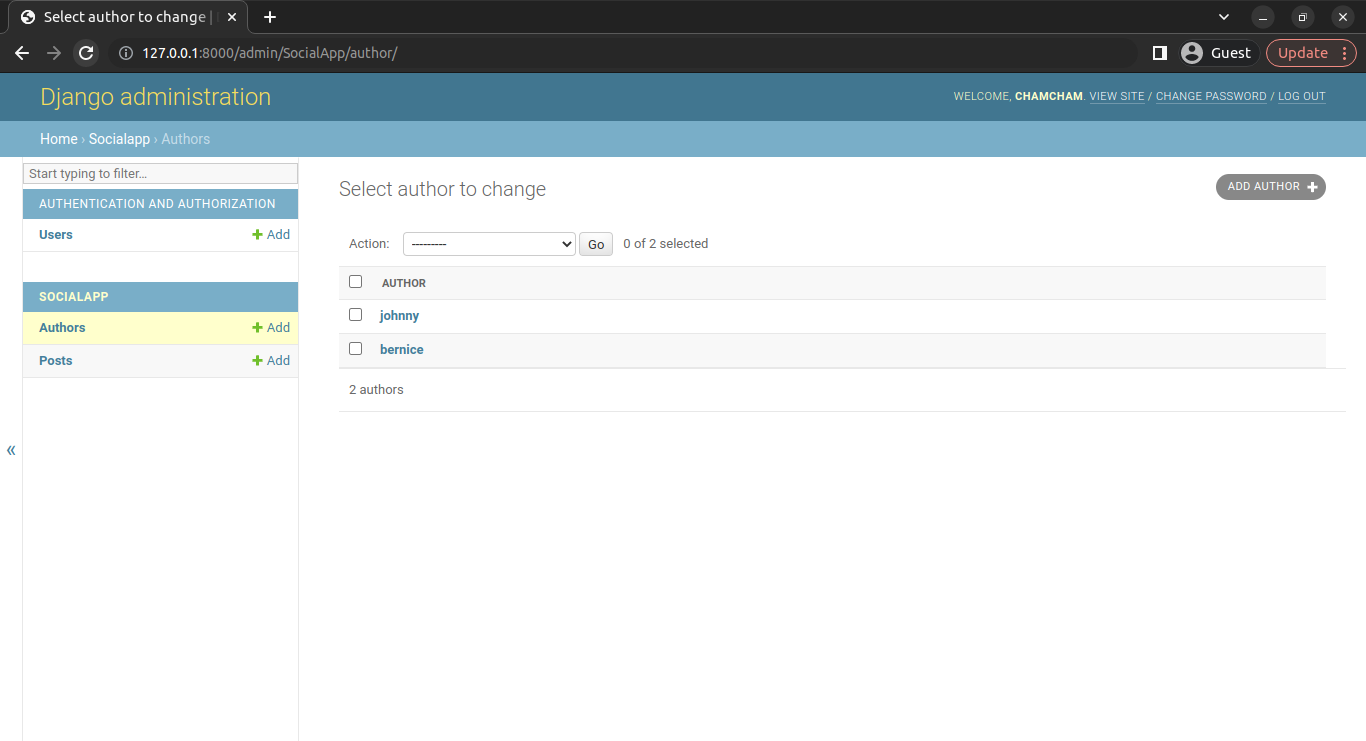 Select author to change |
127.0.0.1:8000/admin/SocialApp/author/
Guest
Update
Django administration
WELCOME, CHAMCHAM. VIEW SITE / CHANGE PASSWORD / LOG OUT
Home › Socialapp › Authors
Start typing to filter...
AUTHENTICATION AND AUTHORIZATION
Users
Add
SOCIALAPP
Authors
Add
Posts
Add
«
Select author to change
ADD AUTHOR +
Action: --------- Go 0 of 2 selected
AUTHOR
johnny
bernice
2 authors